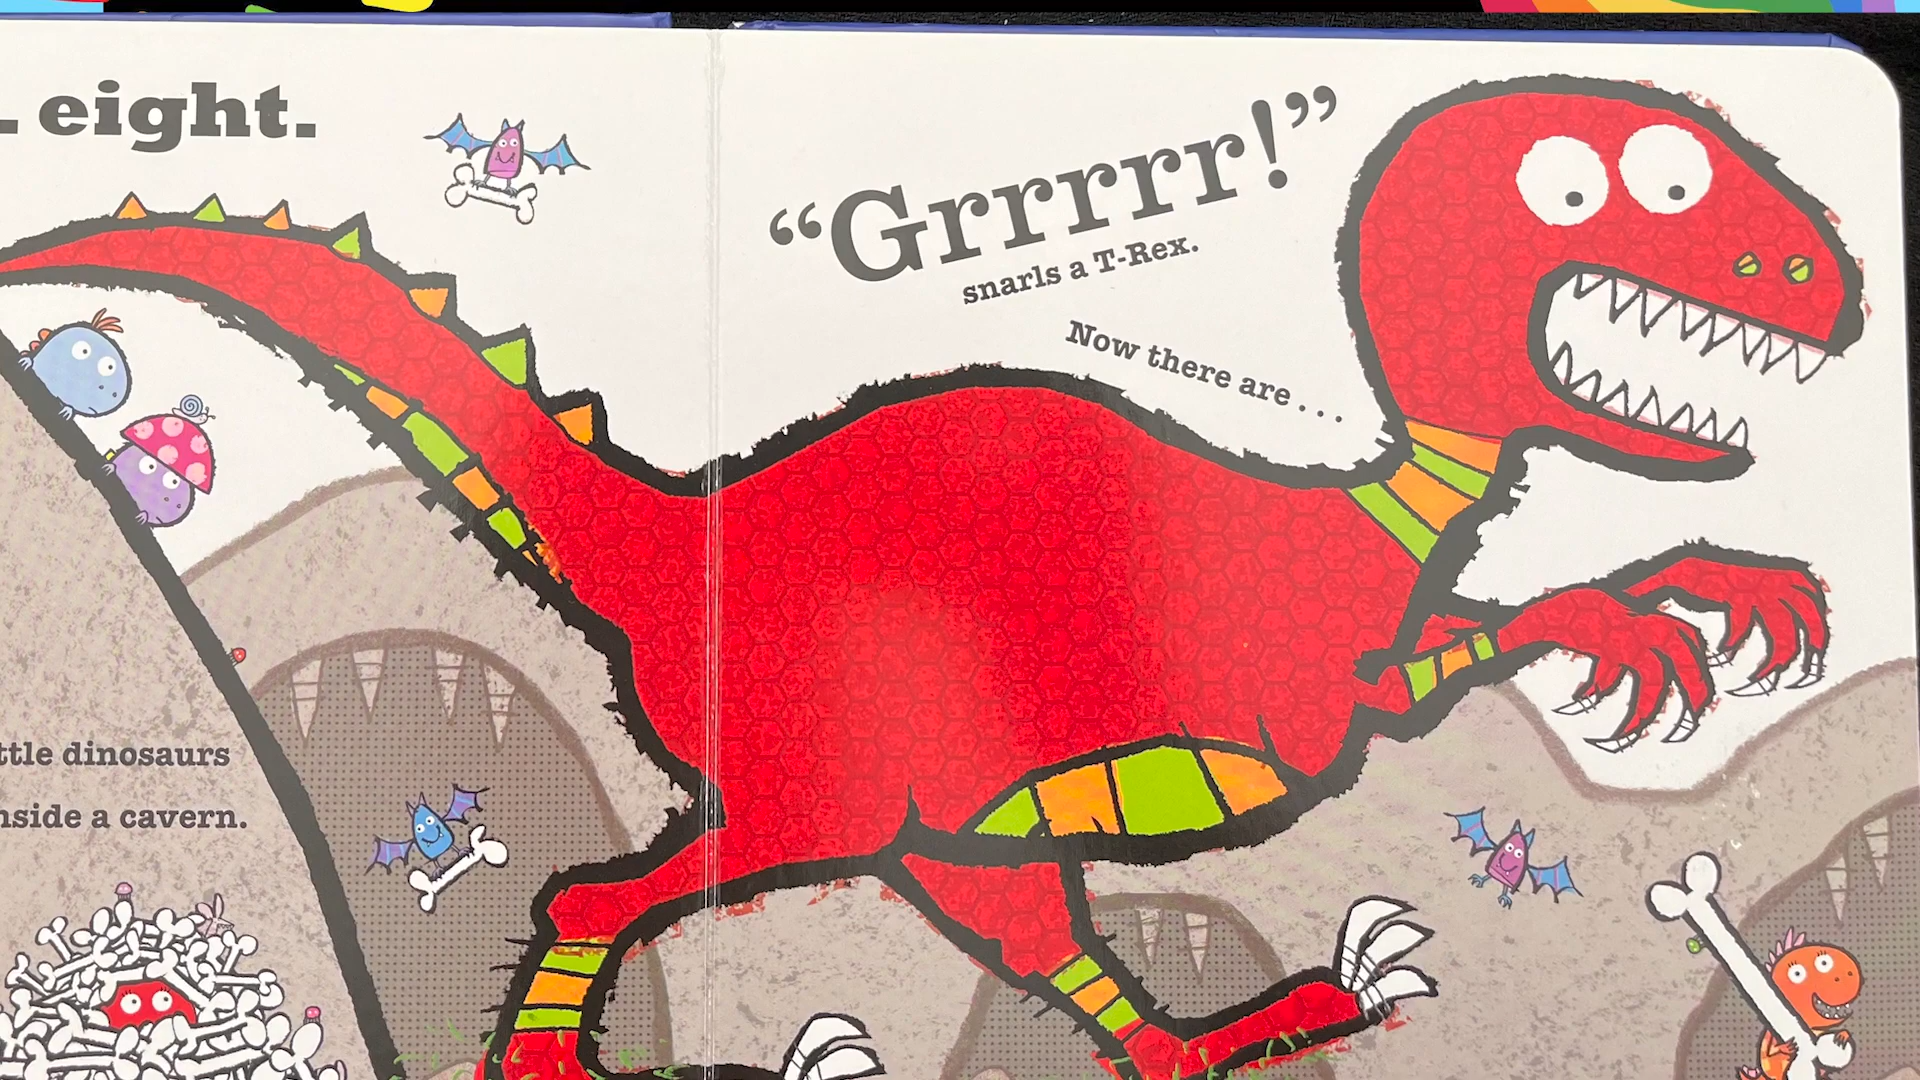 . eight.
dinosaurs
a cavern.
“Grrrrr!”
snarls a T-Rex.
Now there are . . .